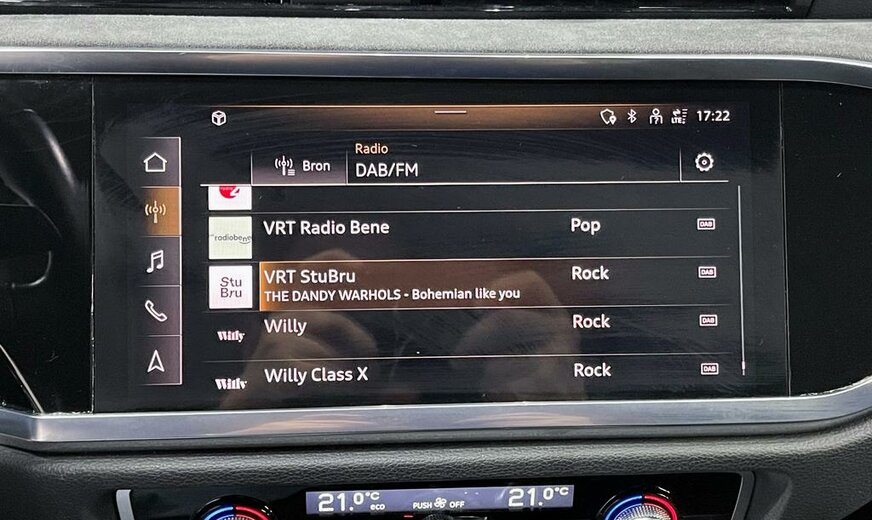 LTE 17:22
Radio
Bron DAB/FM
radiobene VRT Radio Bene Pop DAB
Stu VRT StuBru Rock DAB
Bru THE DANDY WARHOLS - Bohemian like you
Willy Willy Rock DAB
Willy Willy Class X Rock DAB
21.0°C eco PUSH OFF 21.0°C